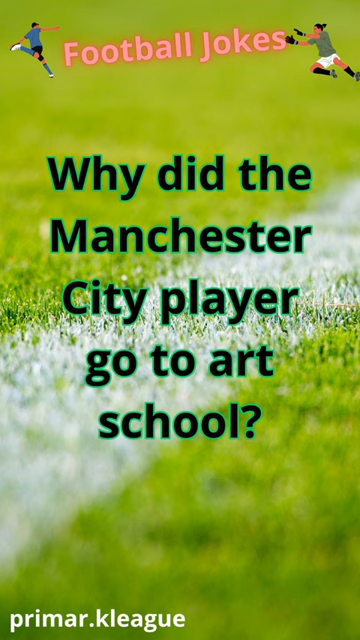 Football Jokes
Why did the
Manchester
City player
go to art
school?
primar.kleague